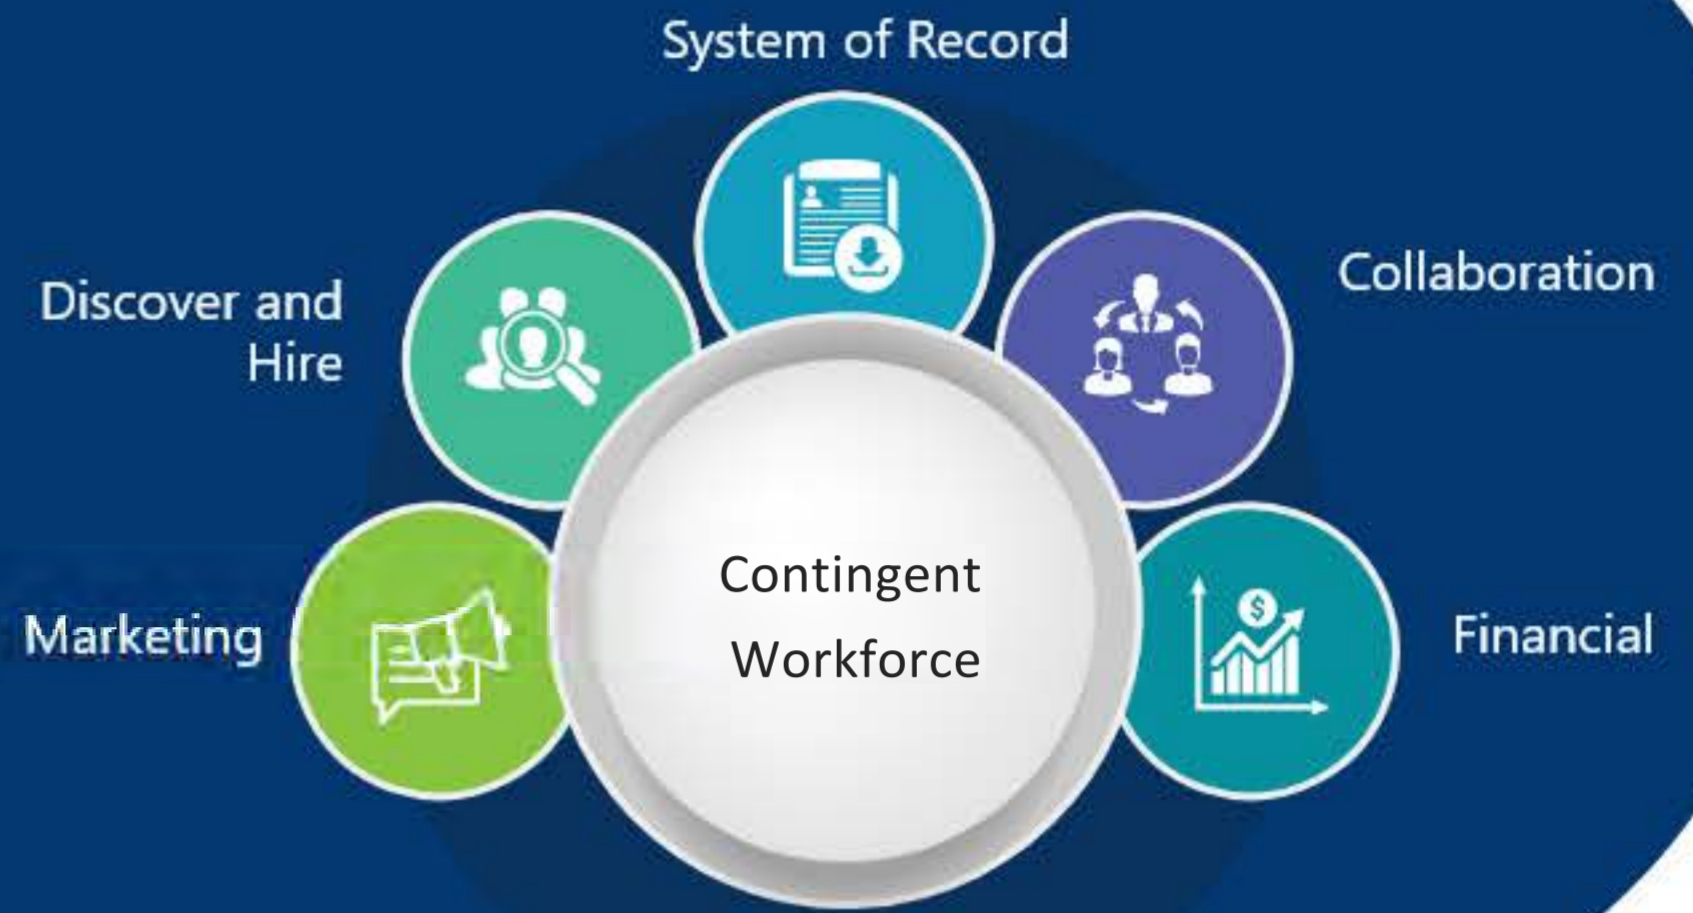 System of Record
Collaboration
Discover and
Hire
Contingent
Workforce
Marketing
Financial
$